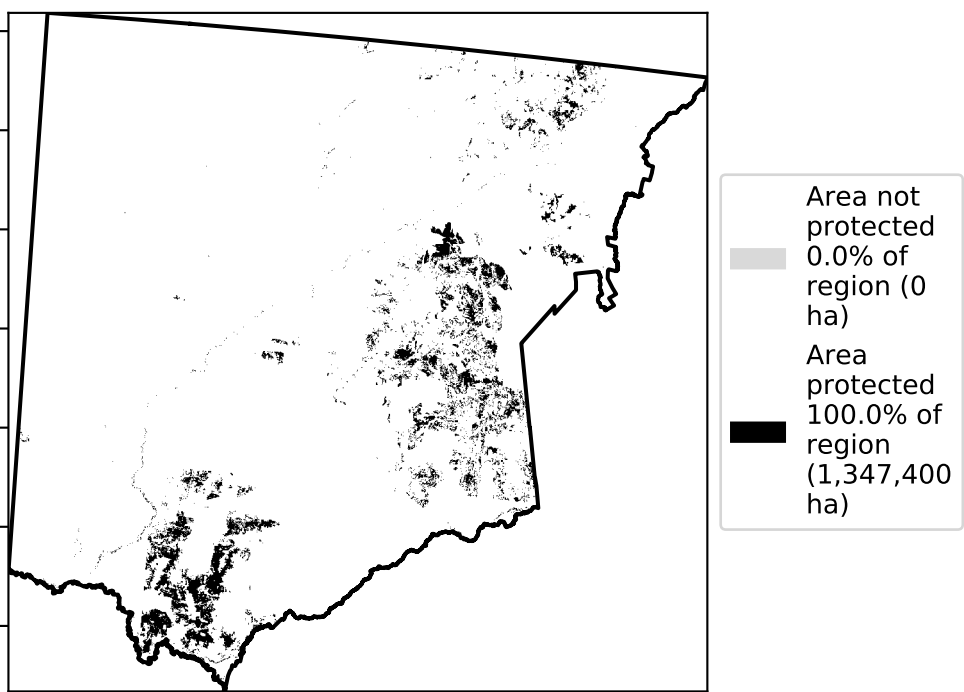 Area not
protected
0.0% of
region (0
ha)
Area
protected
100.0% of
region
(1,347,400
ha)